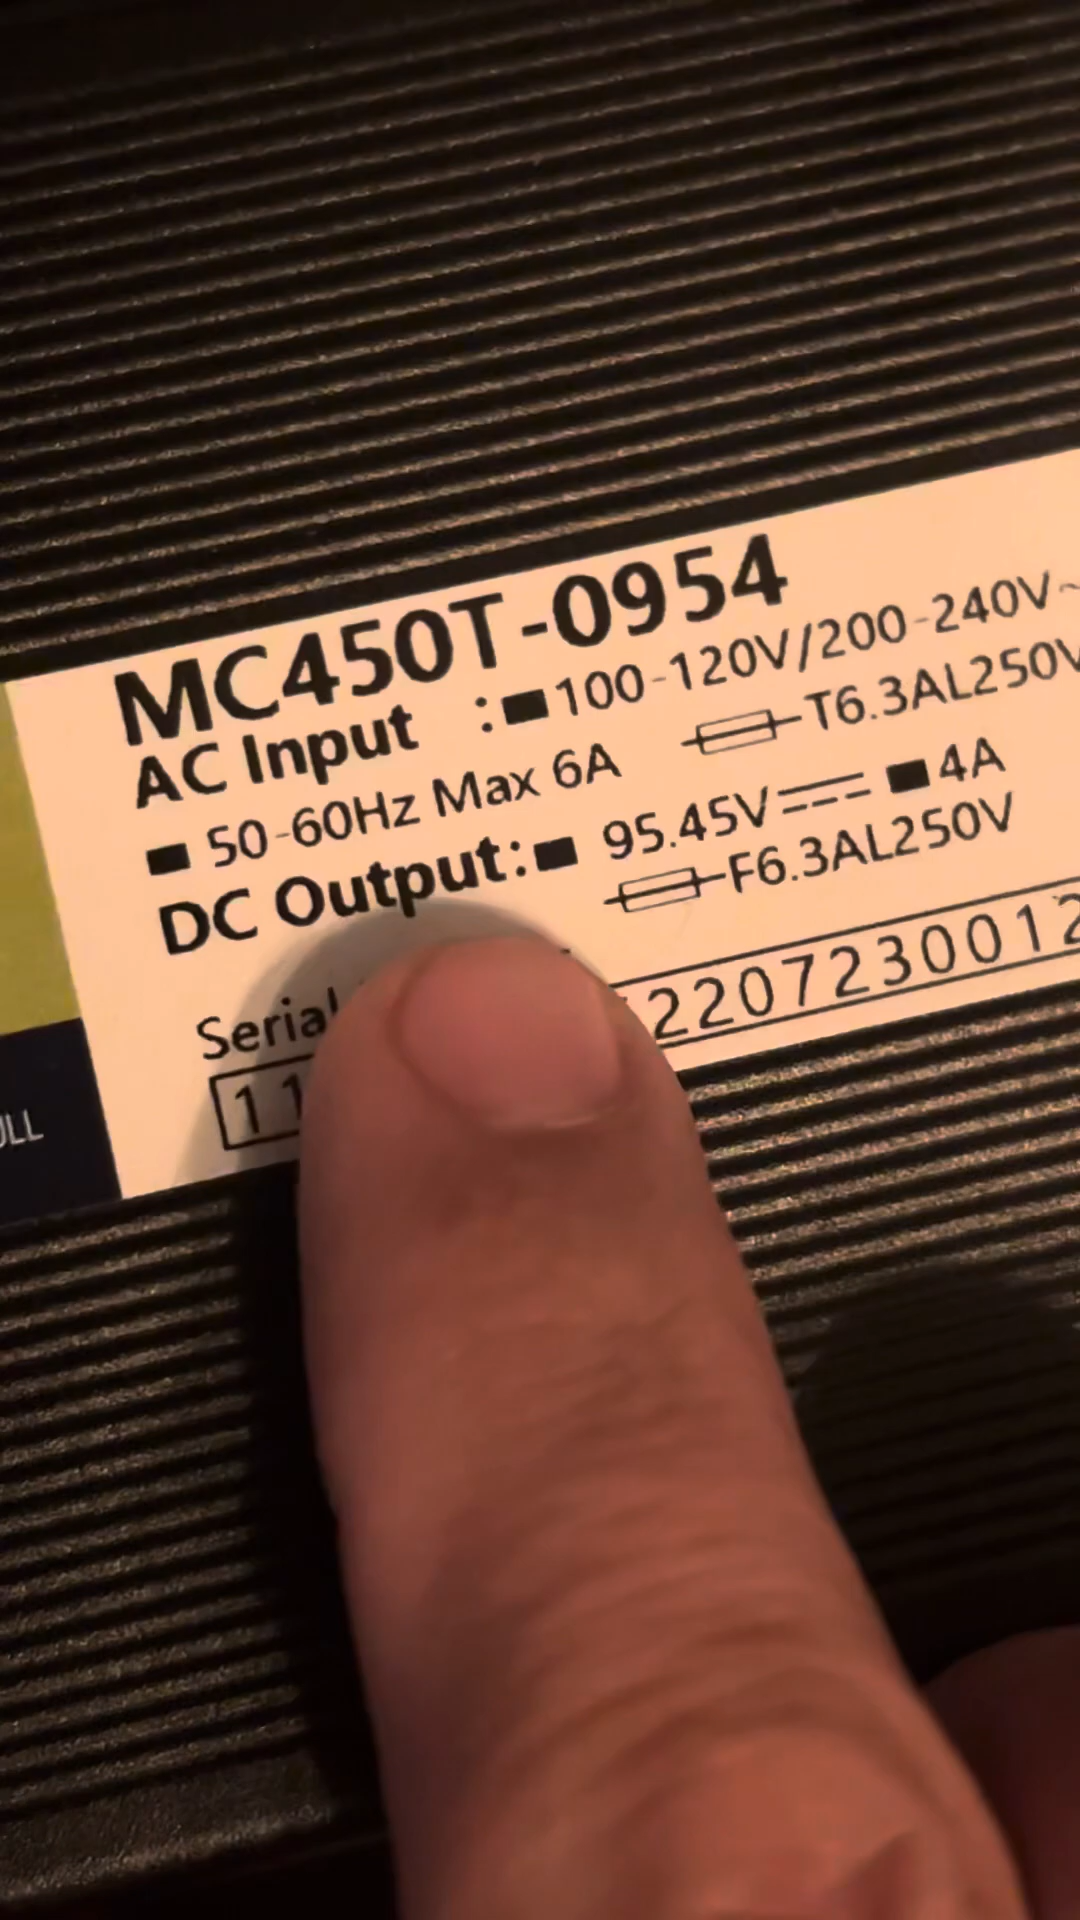 MC450T-0954
AC Input : 100-120V/200-240V~
50-60Hz Max 6A T6.3AL250V
DC Output: 95.45V 4A
F6.3AL250V
Serial
2207230012
11